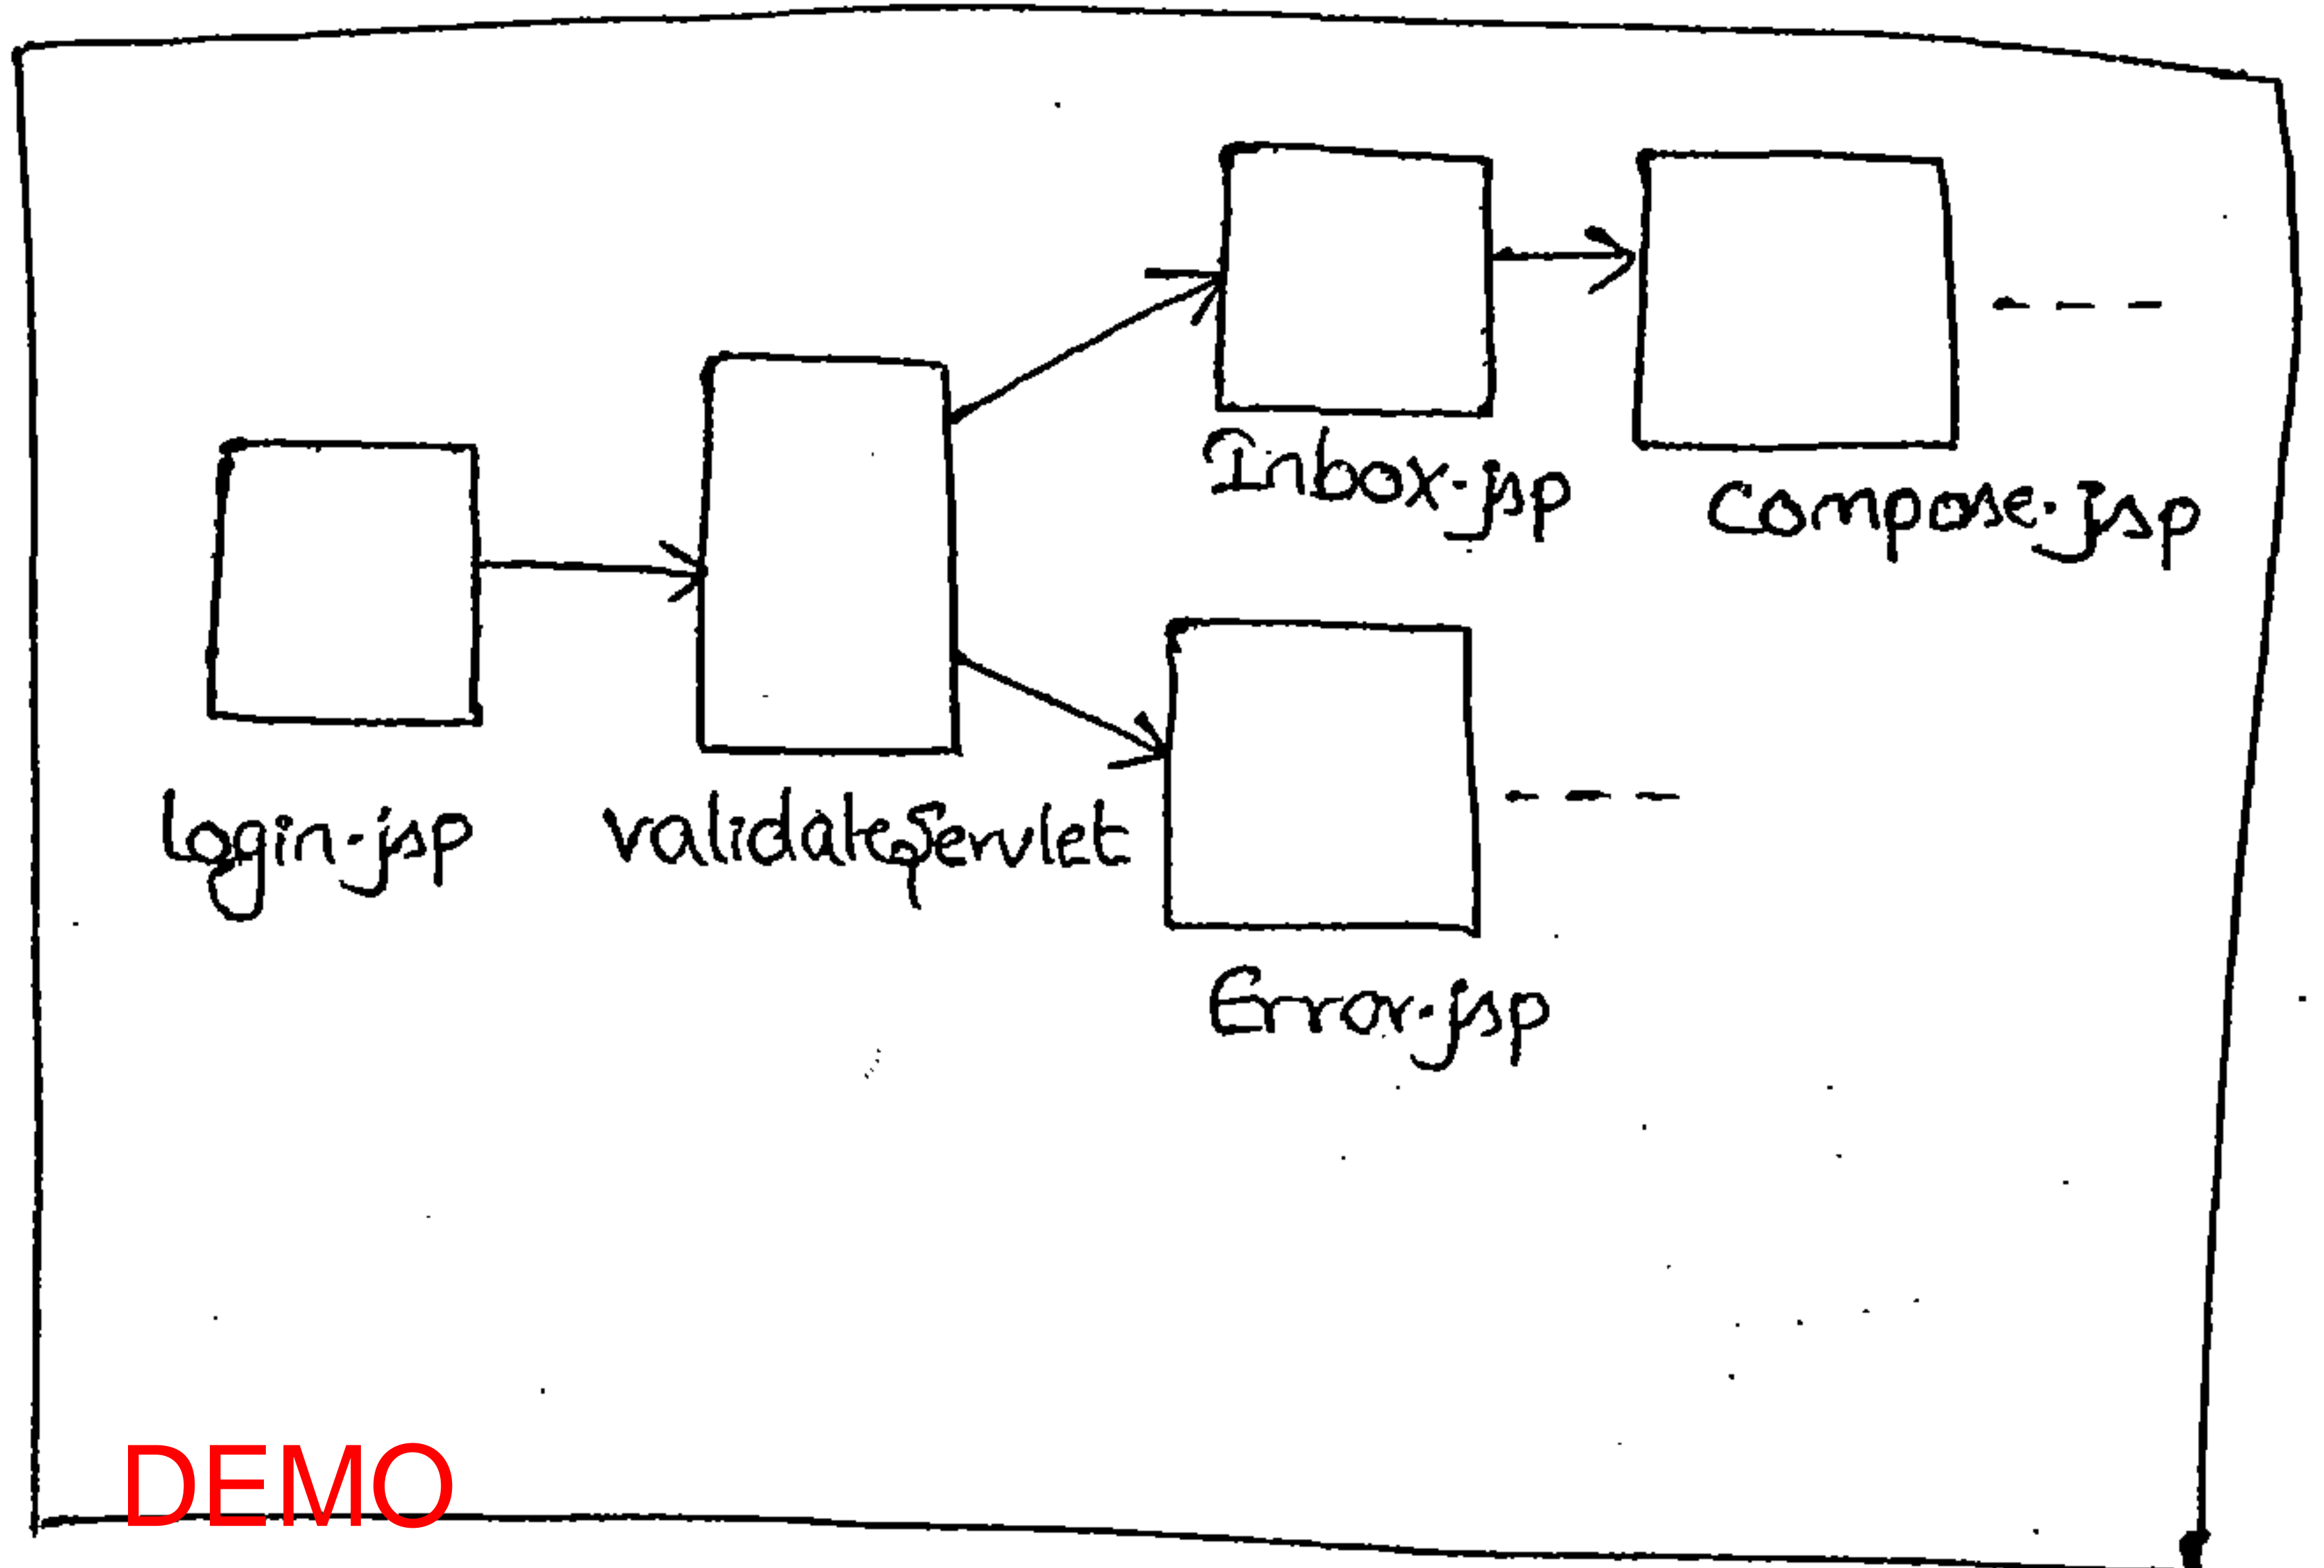 Inbox.jsp
compose.jsp
login.jsp
validateServlet
Error.jsp
DEMO